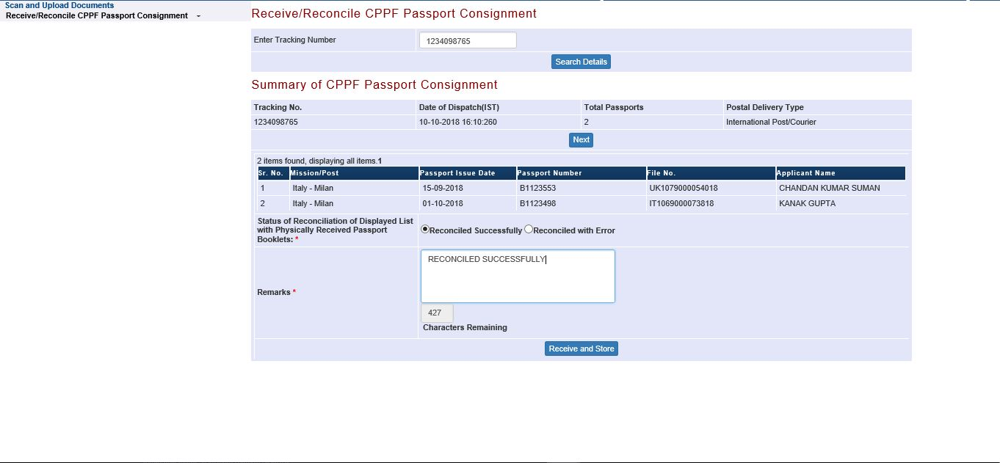 Scan and Upload Documents
Receive/Reconcile CPPF Passport Consignment -
Receive/Reconcile CPPF Passport Consignment
Enter Tracking Number 1234098765
Search Details
Summary of CPPF Passport Consignment
Tracking No. Date of Dispatch(IST) Total Passports Postal Delivery Type
1234098765 10-10-2018 16:10:260 2 International Post/Courier
Next
2 items found, displaying all items.1
Sr. No. Mission/Post Passport Issue Date Passport Number File No. Applicant Name
1 Italy - Milan 15-09-2018 B1123553 UK1079000054018 CHANDAN KUMAR SUMAN
2 Italy - Milan 01-10-2018 B1123498 IT1069000073818 KANAK GUPTA
Status of Reconciliation of Displayed List
with Physically Received Passport
Booklets: *
Reconciled Successfully Reconciled with Error
RECONCILED SUCCESSFULLY
Remarks *
427
Characters Remaining
Receive and Store